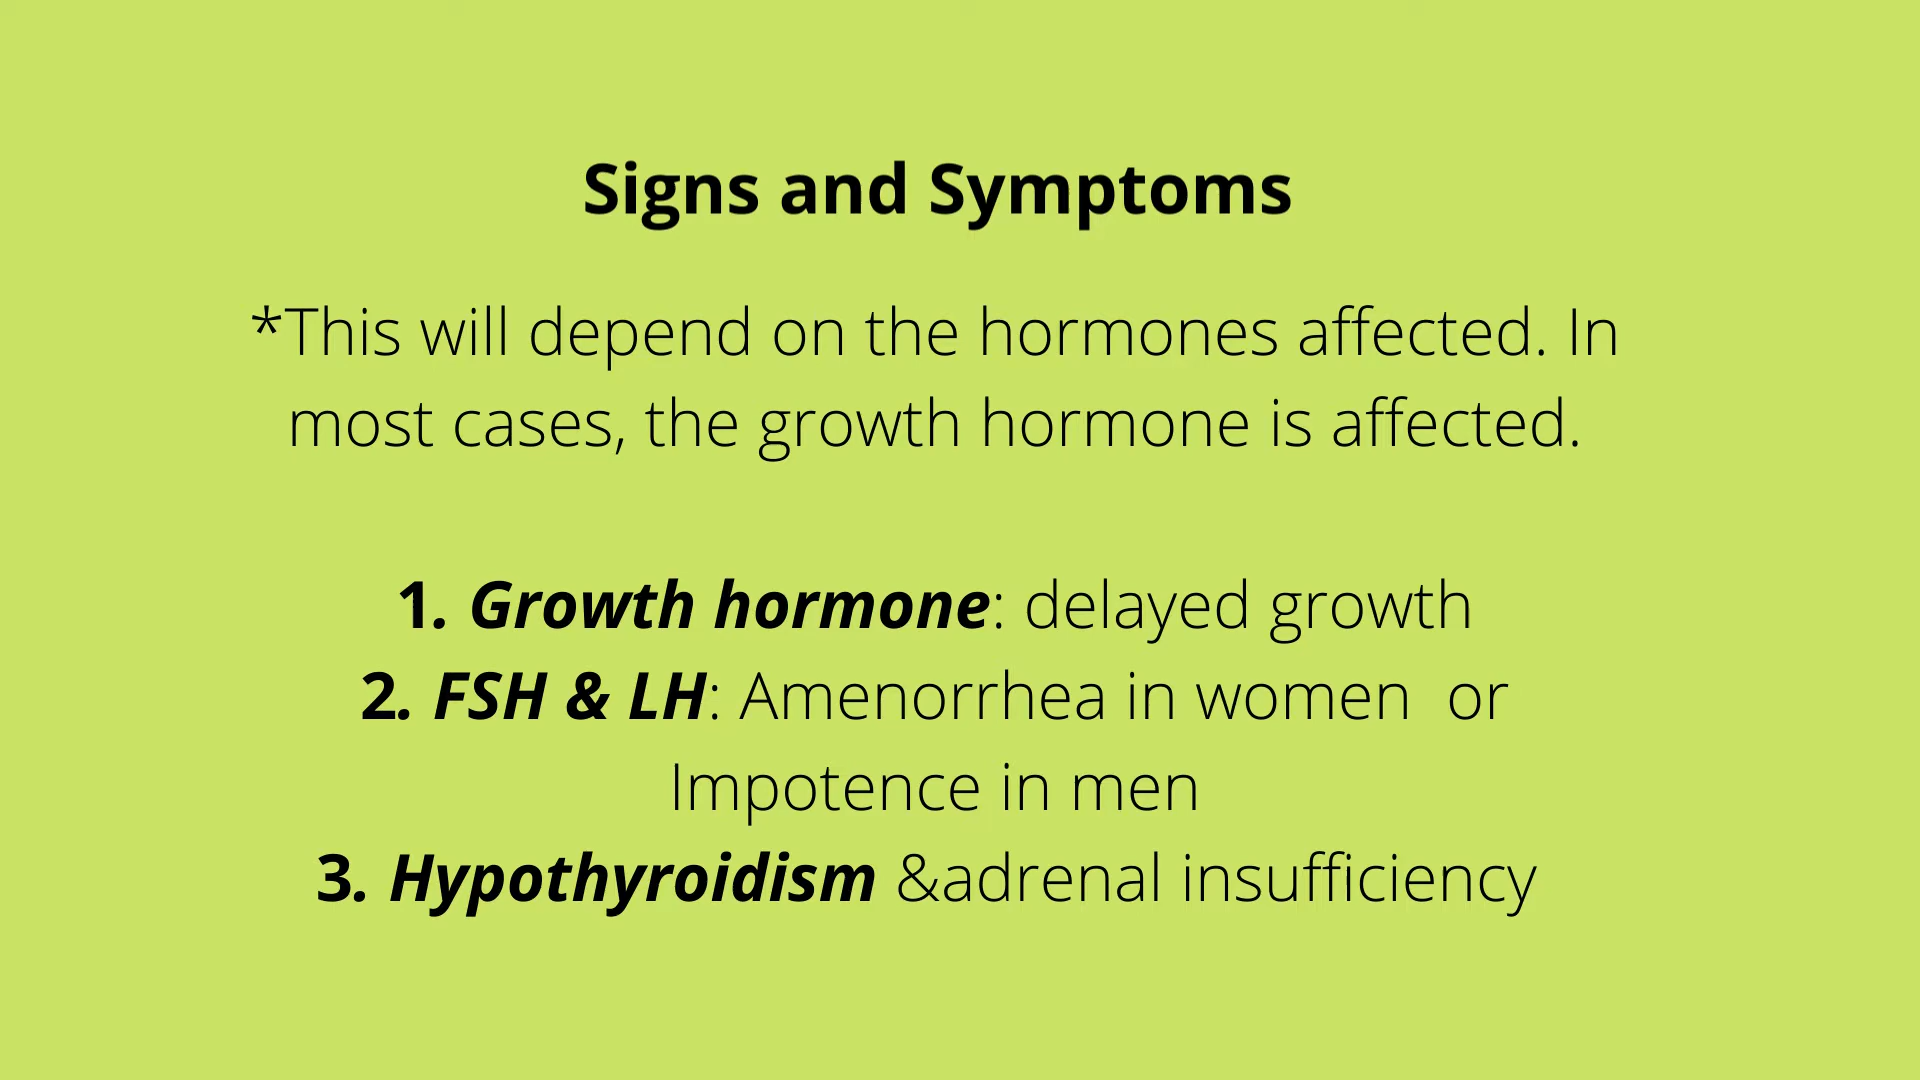 Signs and Symptoms
*This will depend on the hormones affected. In
most cases, the growth hormone is affected.
1. Growth hormone: delayed growth
2. FSH & LH: Amenorrhea in women  or
Impotence in men
3. Hypothyroidism &adrenal insufficiency